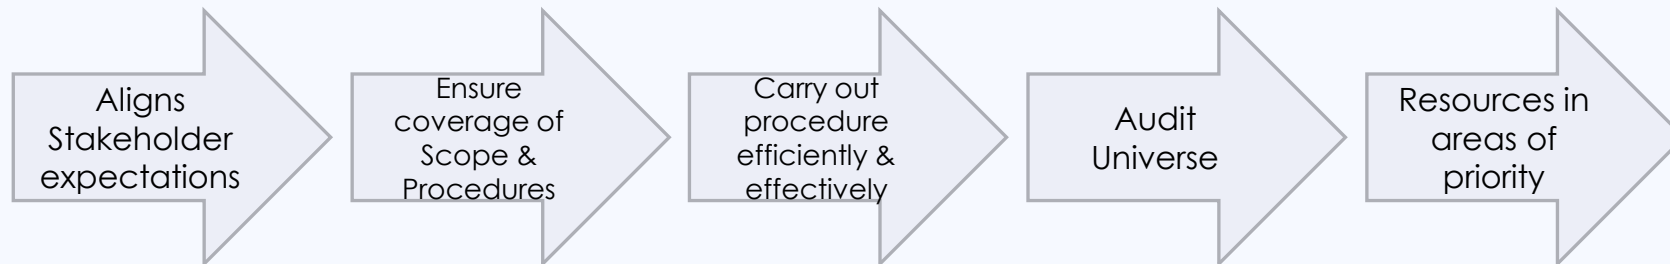 Aligns
Stakeholder
expectations
Ensure
coverage of
Scope &
Procedures
Carry out
procedure
efficiently &
effectively
Audit
Universe
Resources in
areas of
priority